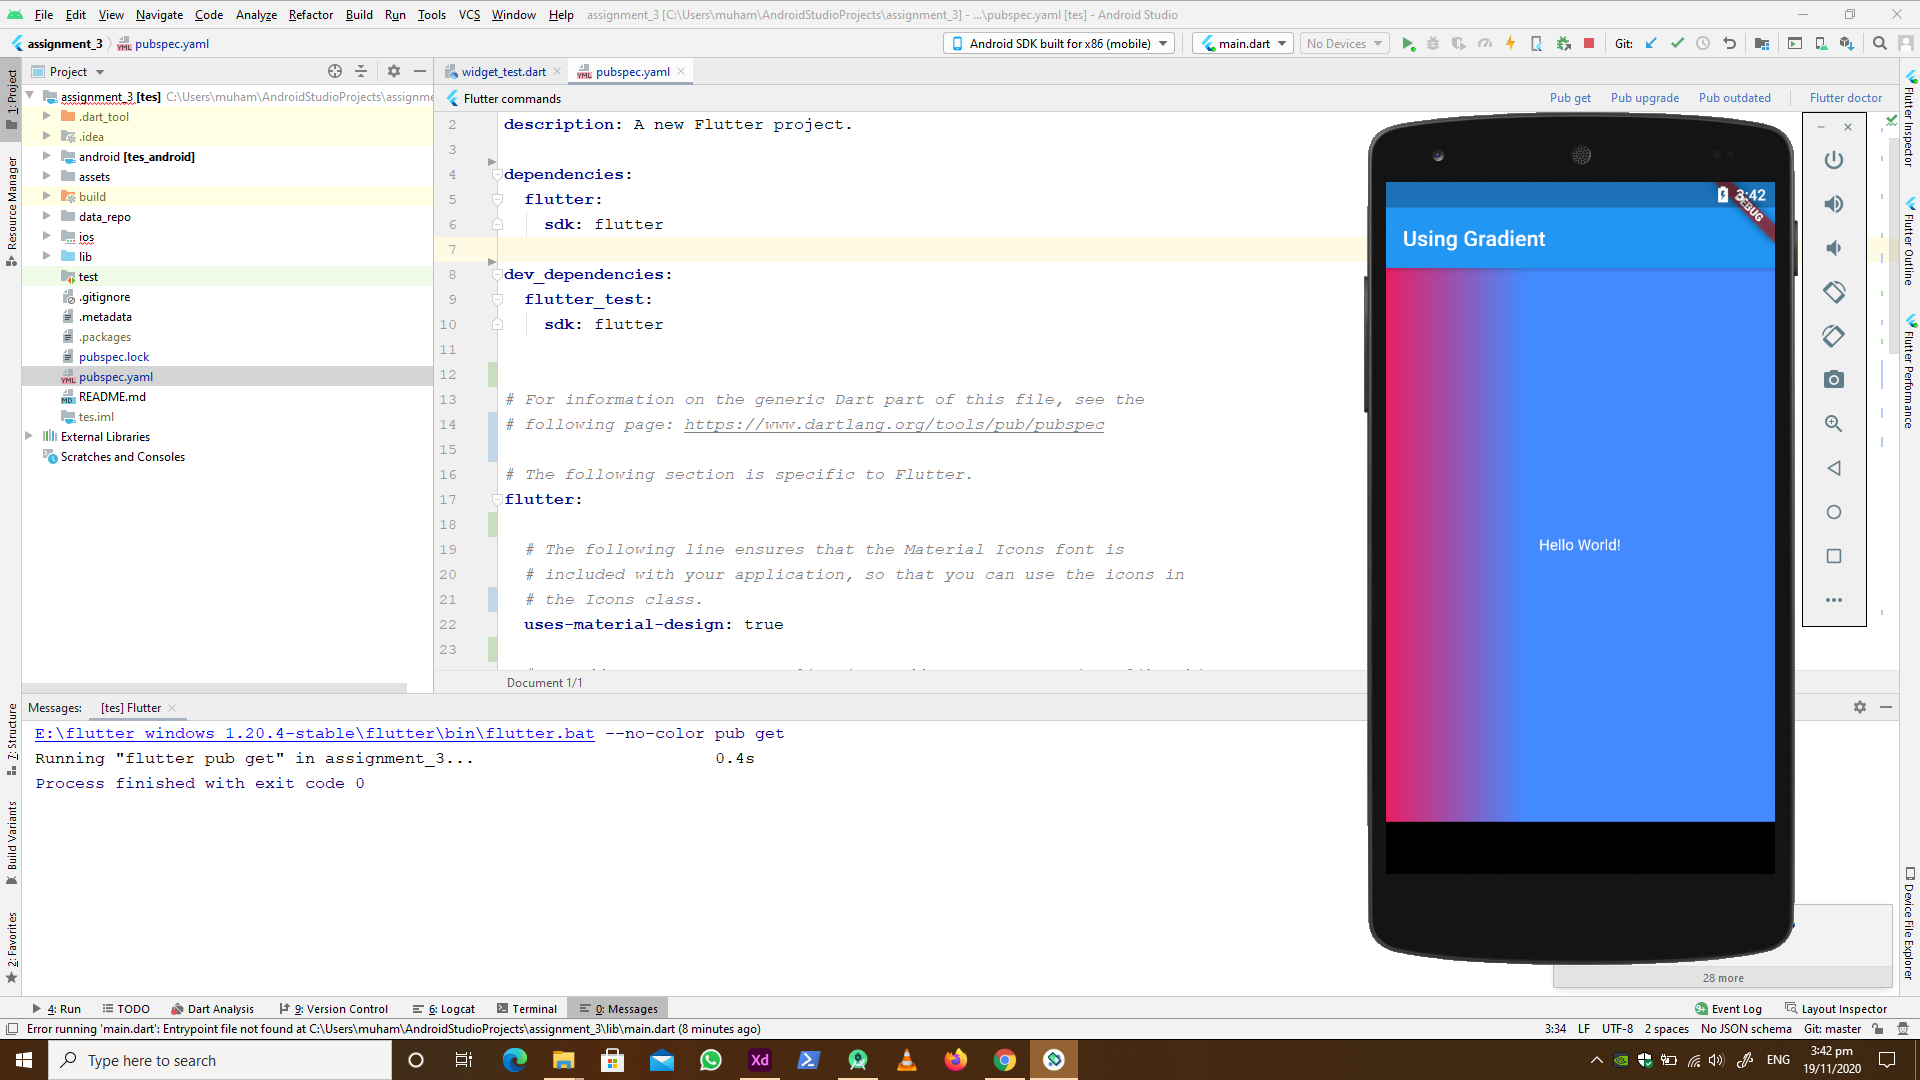 File Edit View Navigate Code Analyze Refactor Build Run Tools VCS Window Help assignment_3 [C:\Users\muham\AndroidStudioProjects\assignment_3] - ...\pubspec.yaml [tes] - Android Studio
assignment_3 pubspec.yaml Android SDK built for x86 (mobile) main.dart No Devices Git:
Project widget_test.dart pubspec.yaml
1: Project
Resource Manager
7: Structure
Build Variants
2: Favorites
assignment_3 [tes] C:\Users\muham\AndroidStudioProjects\assignme
.dart_tool
.idea
android [tes_android]
assets
build
data_repo
ios
lib
test
.gitignore
.metadata
.packages
pubspec.lock
pubspec.yaml
README.md
tes.iml
External Libraries
Scratches and Consoles
Flutter commands Pub get Pub upgrade Pub outdated Flutter doctor
2 description: A new Flutter project.
3
4 dependencies:
5 flutter:
6 sdk: flutter
7
8 dev_dependencies:
9 flutter_test:
10 sdk: flutter
11
12
13 # For information on the generic Dart part of this file, see the
14 # following page: https://www.dartlang.org/tools/pub/pubspec
15
16 # The following section is specific to Flutter.
17 flutter:
18
19 # The following line ensures that the Material Icons font is
20 # included with your application, so that you can use the icons in
21 # the Icons class.
22 uses-material-design: true
23
Document 1/1
3:42
DEBUG
Using Gradient
Hello World!
Flutter Inspector
Flutter Outline
Flutter Performance
Device File Explorer
Messages: [tes] Flutter
E:\flutter_windows_1.20.4-stable\flutter\bin\flutter.bat --no-color pub get
Running "flutter pub get" in assignment_3... 0.4s
Process finished with exit code 0
28 more
4: Run TODO Dart Analysis 9: Version Control 6: Logcat Terminal 0: Messages Event Log Layout Inspector
Error running 'main.dart': Entrypoint file not found at C:\Users\muham\AndroidStudioProjects\assignment_3\lib\main.dart (8 minutes ago) 3:34 LF UTF-8 2 spaces No JSON schema Git: master
Type here to search Xd ENG 3:42 pm
19/11/2020